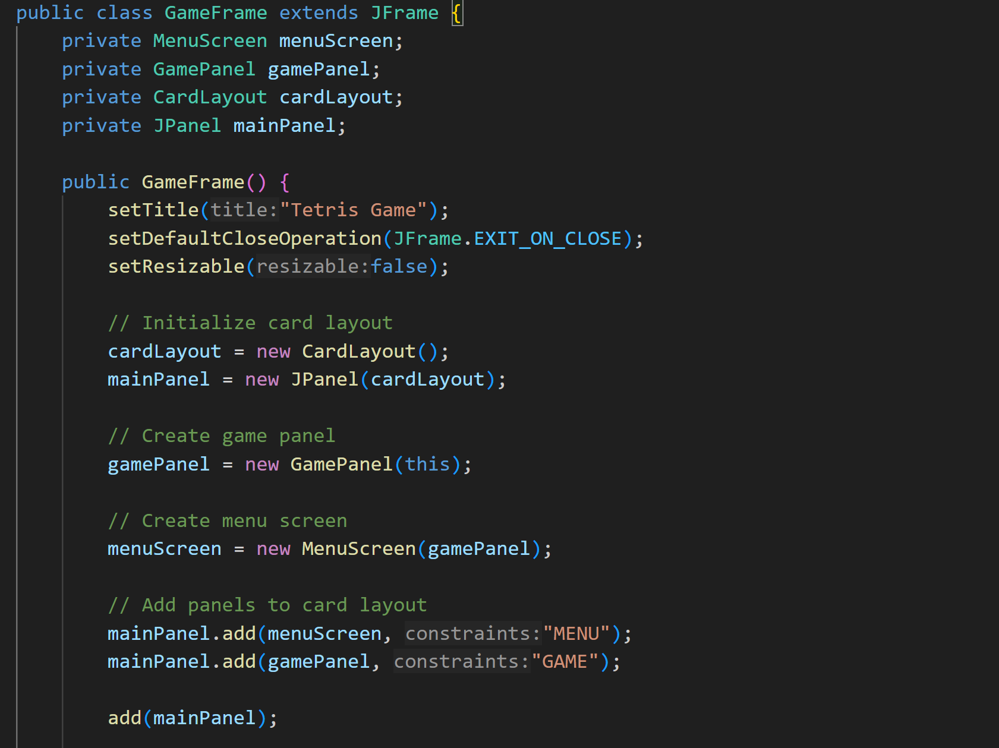 public class GameFrame extends JFrame {
    private MenuScreen menuScreen;
    private GamePanel gamePanel;
    private CardLayout cardLayout;
    private JPanel mainPanel;

    public GameFrame() {
        setTitle(title:"Tetris Game");
        setDefaultCloseOperation(JFrame.EXIT_ON_CLOSE);
        setResizable(resizable:false);

        // Initialize card layout
        cardLayout = new CardLayout();
        mainPanel = new JPanel(cardLayout);

        // Create game panel
        gamePanel = new GamePanel(this);

        // Create menu screen
        menuScreen = new MenuScreen(gamePanel);

        // Add panels to card layout
        mainPanel.add(menuScreen, constraints:"MENU");
        mainPanel.add(gamePanel, constraints:"GAME");

        add(mainPanel);